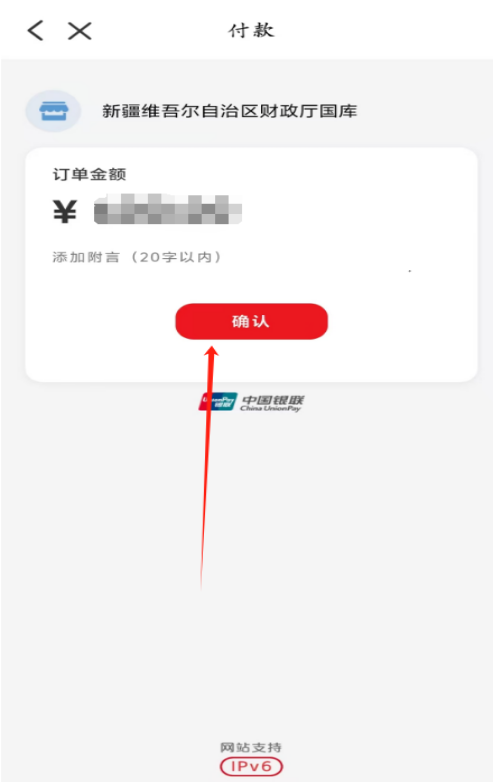 付款
新疆维吾尔自治区财政厅国库
订单金额
¥
添加附言（20字以内）
确认
银联 中国银联
China UnionPay
网站支持
IPv6